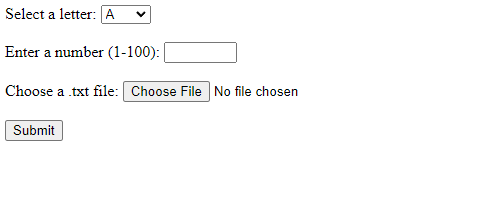 Select a letter: A
Enter a number (1-100):
Choose a .txt file: Choose File No file chosen
Submit